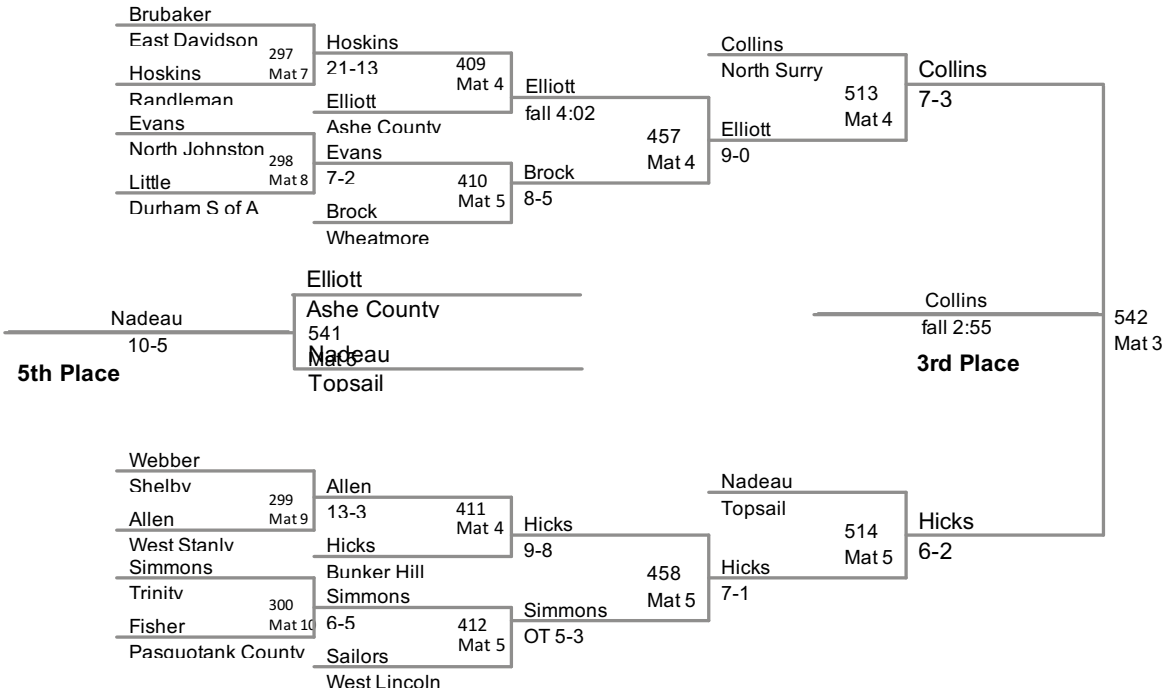 Brubaker
East Davidson
297
Mat 7
Hoskins
Randleman
Hoskins
21-13
409
Mat 4
Elliott
Ashe County
Evans
North Johnston
298
Mat 8
Little
Durham S of A
Evans
7-2
410
Mat 5
Brock
Wheatmore
Elliott
fall 4:02
457
Mat 4
Brock
8-5
Collins
North Surry
513
Mat 4
Elliott
9-0
Collins
7-3
Elliott
Ashe County
541
Mat 5
Nadeau
Topsail
Nadeau
10-5
5th Place
Collins
fall 2:55
3rd Place
542
Mat 3
Webber
Shelby
299
Mat 9
Allen
West Stanly
Allen
13-3
411
Mat 4
Hicks
Bunker Hill
Simmons
Trinity
300
Mat 10
Fisher
Pasquotank County
Simmons
6-5
412
Mat 5
Sailors
West Lincoln
Hicks
9-8
458
Mat 5
Simmons
OT 5-3
Nadeau
Topsail
514
Mat 5
Hicks
7-1
Hicks
6-2